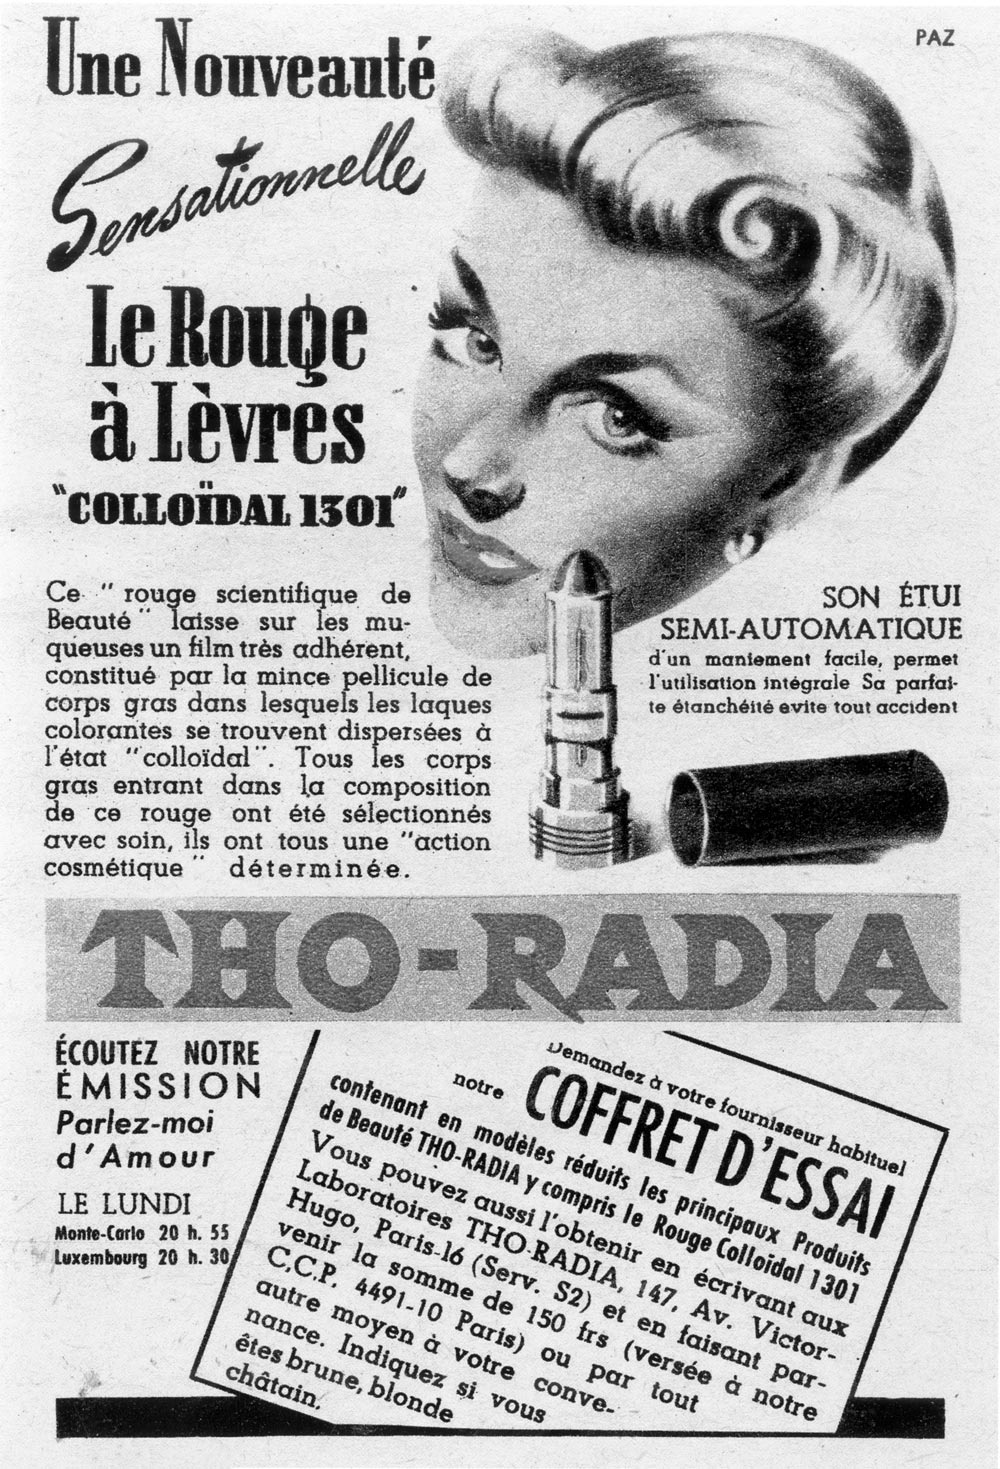 PAZ
Une Nouveauté
Sensationnelle
Le Rouge
à Lèvres
"COLLOÏDAL 1301"
Ce " rouge scientifique de
Beauté " laisse sur les mu-
queuses un film très adhérent,
constitué par la mince pellicule de
corps gras dans lesquels les laques
colorantes se trouvent dispersées à
l'état "colloïdal". Tous les corps
gras entrant dans la composition
de ce rouge ont été sélectionnés
avec soin, ils ont tous une "action
cosmétique" déterminée.
SON ÉTUI
SEMI-AUTOMATIQUE
d'un maniement facile, permet
l'utilisation intégrale Sa parfai-
te étanchéité evite tout accident
THO-RADIA
ÉCOUTEZ NOTRE
ÉMISSION
Parlez-moi
d'Amour
LE LUNDI
Monte-Carlo 20 h. 55
Luxembourg 20 h. 30
Demandez à votre fournisseur habituel
notre COFFRET D'ESSAI
contenant en modèles réduits les principaux Produits
de Beauté THO-RADIA y compris le Rouge Colloidal 1301
Vous pouvez aussi l'obtenir en écrivant aux
Laboratoires THO-RADIA, 147, Av. Victor-
Hugo, Paris-16 (Serv. S2) et en faisant par-
venir la somme de 150 frs (versée à notre
C.C.P. 4491-10 Paris) ou par tout
autre moyen à votre conve-
nance. Indiquez si vous
êtes brune, blonde
châtain.